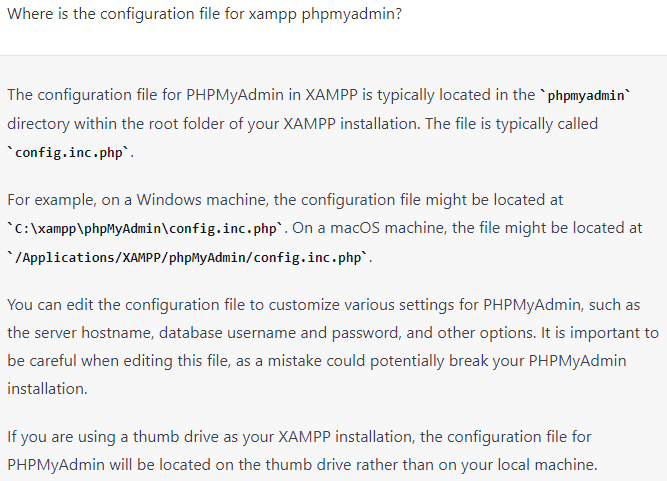 Where is the configuration file for xampp phpmyadmin?
The configuration file for PHPMyAdmin in XAMPP is typically located in the `phpmyadmin`
directory within the root folder of your XAMPP installation. The file is typically called
`config.inc.php`.
For example, on a Windows machine, the configuration file might be located at
`C:\xampp\phpMyAdmin\config.inc.php`. On a macOS machine, the file might be located at
`/Applications/XAMPP/phpMyAdmin/config.inc.php`.
You can edit the configuration file to customize various settings for PHPMyAdmin, such as
the server hostname, database username and password, and other options. It is important to
be careful when editing this file, as a mistake could potentially break your PHPMyAdmin
installation.
If you are using a thumb drive as your XAMPP installation, the configuration file for
PHPMyAdmin will be located on the thumb drive rather than on your local machine.